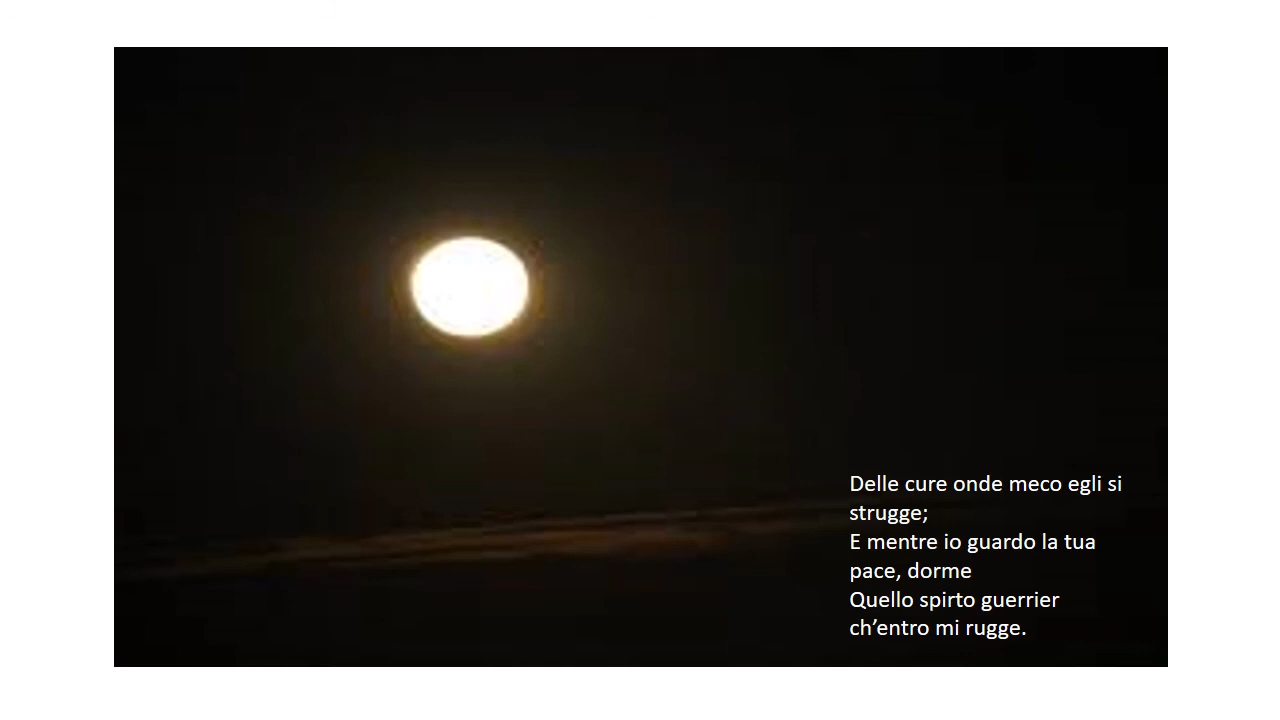 Delle cure onde meco egli si
strugge;
E mentre io guardo la tua
pace, dorme
Quello spirto guerrier
ch’entro mi rugge.